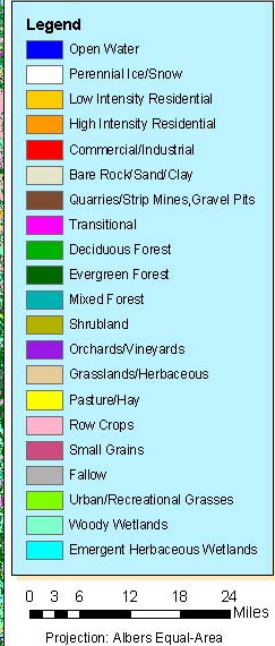 Legend
Open Water
Perennial Ice/Snow
Low Intensity Residential
High Intensity Residential
Commercial/Industrial
Bare Rock/Sand/Clay
Quarries/Strip Mines,Gravel Pits
Transitional
Deciduous Forest
Evergreen Forest
Mixed Forest
Shrubland
Orchards/Vineyards
Grasslands/Herbaceous
Pasture/Hay
Row Crops
Small Grains
Fallow
Urban/Recreational Grasses
Woody Wetlands
Emergent Herbaceous Wetlands
0 3 6 12 18 24
Miles
Projection: Albers Equal-Area